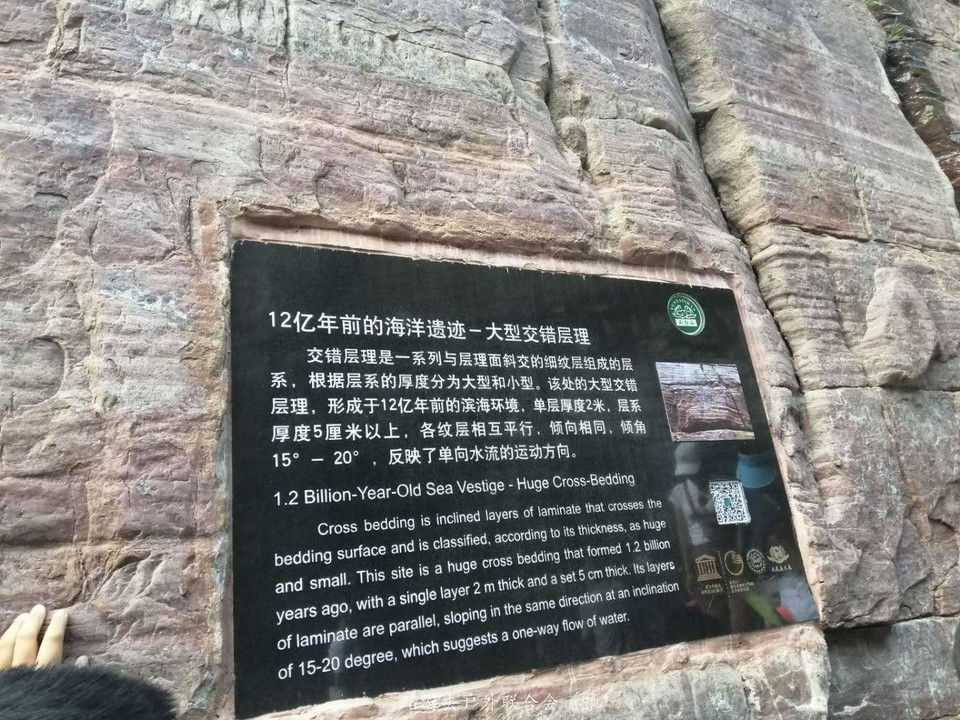 12亿年前的海洋遗迹－大型交错层理
交错层理是一系列与层理面斜交的细纹层组成的层
系，根据层系的厚度分为大型和小型。该处的大型交错
层理，形成于12亿年前的滨海环境，单层厚度2米，层系
厚度5厘米以上，各纹层相互平行，倾向相同，倾角
15° － 20° ，反映了单向水流的运动方向。
1.2 Billion-Year-Old Sea Vestige - Huge Cross-Bedding
Cross bedding is inclined layers of laminate that crosses the
bedding surface and is classified, according to its thickness, as huge
and small. This site is a huge cross bedding that formed 1.2 billion
years ago, with a single layer 2 m thick and a set 5 cm thick. Its layers
of laminate are parallel, sloping in the same direction at an inclination
of 15-20 degree, which suggests a one-way flow of water.
户外联合会